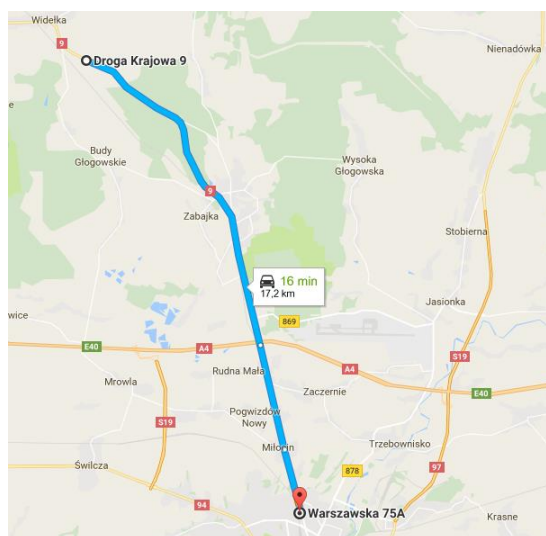 Widełka
9
Droga Krajowa 9
Nienadówka
e
Budy
Głogowskie
Wysoka
Głogowska
9
Zabajka
Stobierna
16 min
17,2 km
Jasionka
wice
869
E40
A4
S19
Rudna Mała
A4
Mrowla
Zaczernie
E40
Pogwizdów
Nowy
S19
Miłocin
Trzebownisko
Świlcza
878
97
94
Warszawska 75A
Krasne